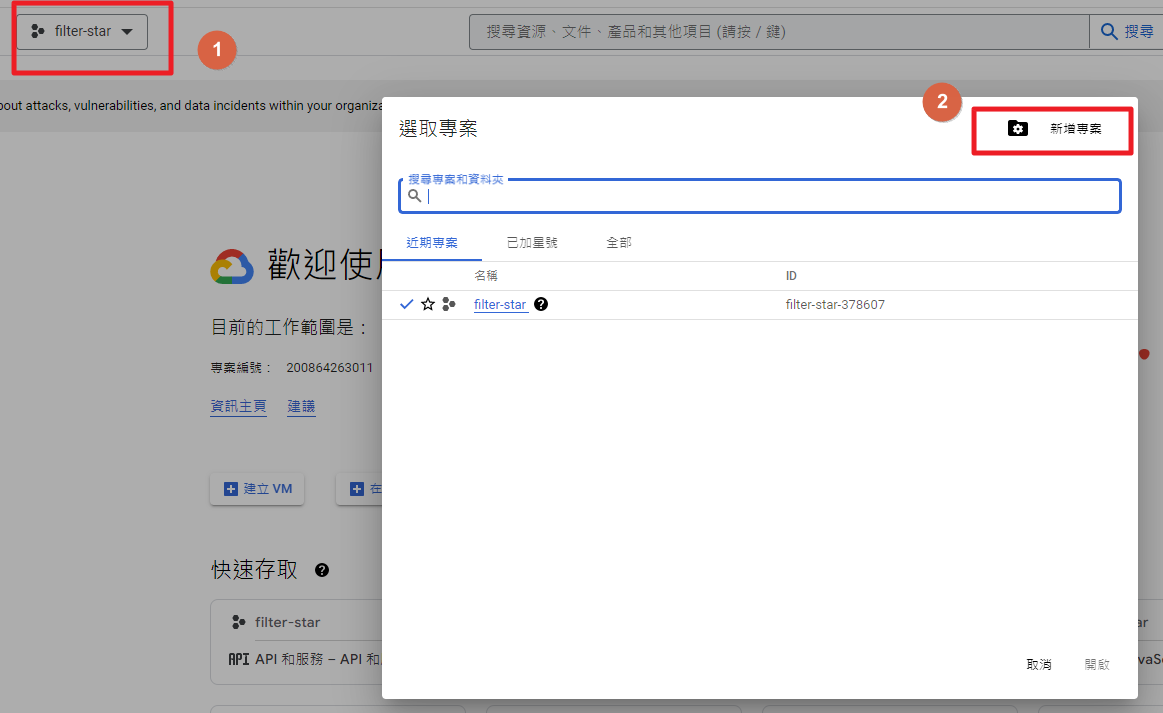 filter-star
1
搜尋資源、文件、產品和其他項目 (請按 / 鍵)
搜尋
bout attacks, vulnerabilities, and data incidents within your organiza
選取專案
2
新增專案
搜尋專案和資料夾
近期專案
已加星號
全部
名稱
ID
filter-star
filter-star-378607
歡迎使
目前的工作範圍是：
專案編號： 200864263011
資訊主頁
建議
建立 VM
在
快速存取
filter-star
ar
API API 和服務 – API 和
vaSc
取消
開啟